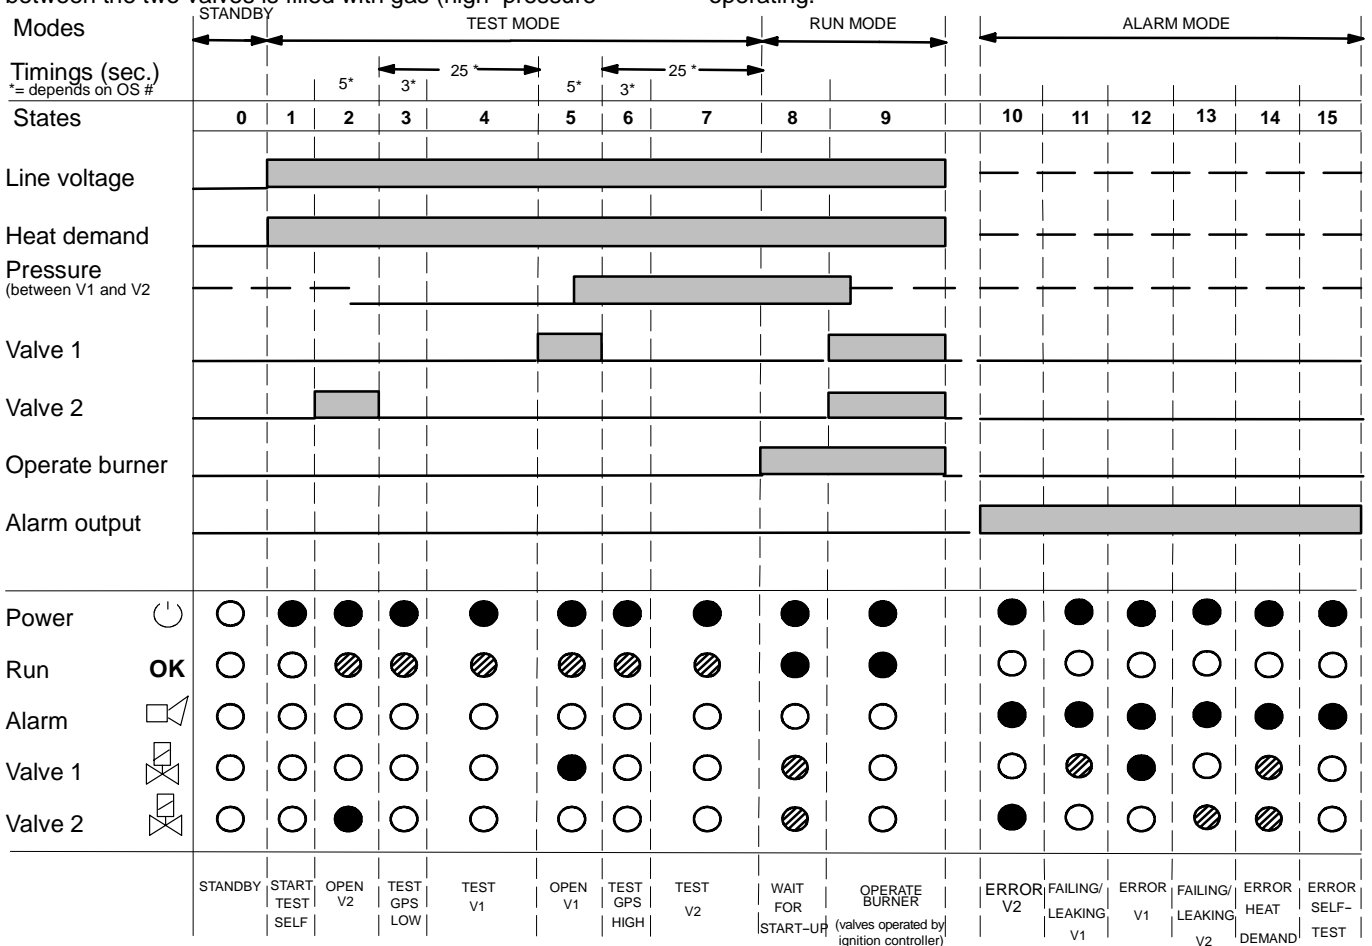 between the two valves is filled with gas (high pressure operating.
Modes STANDBY TEST MODE RUN MODE ALARM MODE
Timings (sec.) 25 * 25 *
*= depends on OS # 5* 3* 5* 3*
States 0 1 2 3 4 5 6 7 8 9 10 11 12 13 14 15
Line voltage
Heat demand
Pressure
(between V1 and V2
Valve 1
Valve 2
Operate burner
Alarm output
Power
Run OK
Alarm
Valve 1
Valve 2
STANDBY
START
TEST
SELF
OPEN
V2
TEST
GPS
LOW
TEST
V1
OPEN
V1
TEST
GPS
HIGH
TEST
V2
WAIT
FOR
START–UP
OPERATE
BURNER
(valves operated by
ignition controller)
ERROR
V2
FAILING/
LEAKING
V1
ERROR
V1
FAILING/
LEAKING
V2
ERROR
HEAT
DEMAND
ERROR
SELF–
TEST